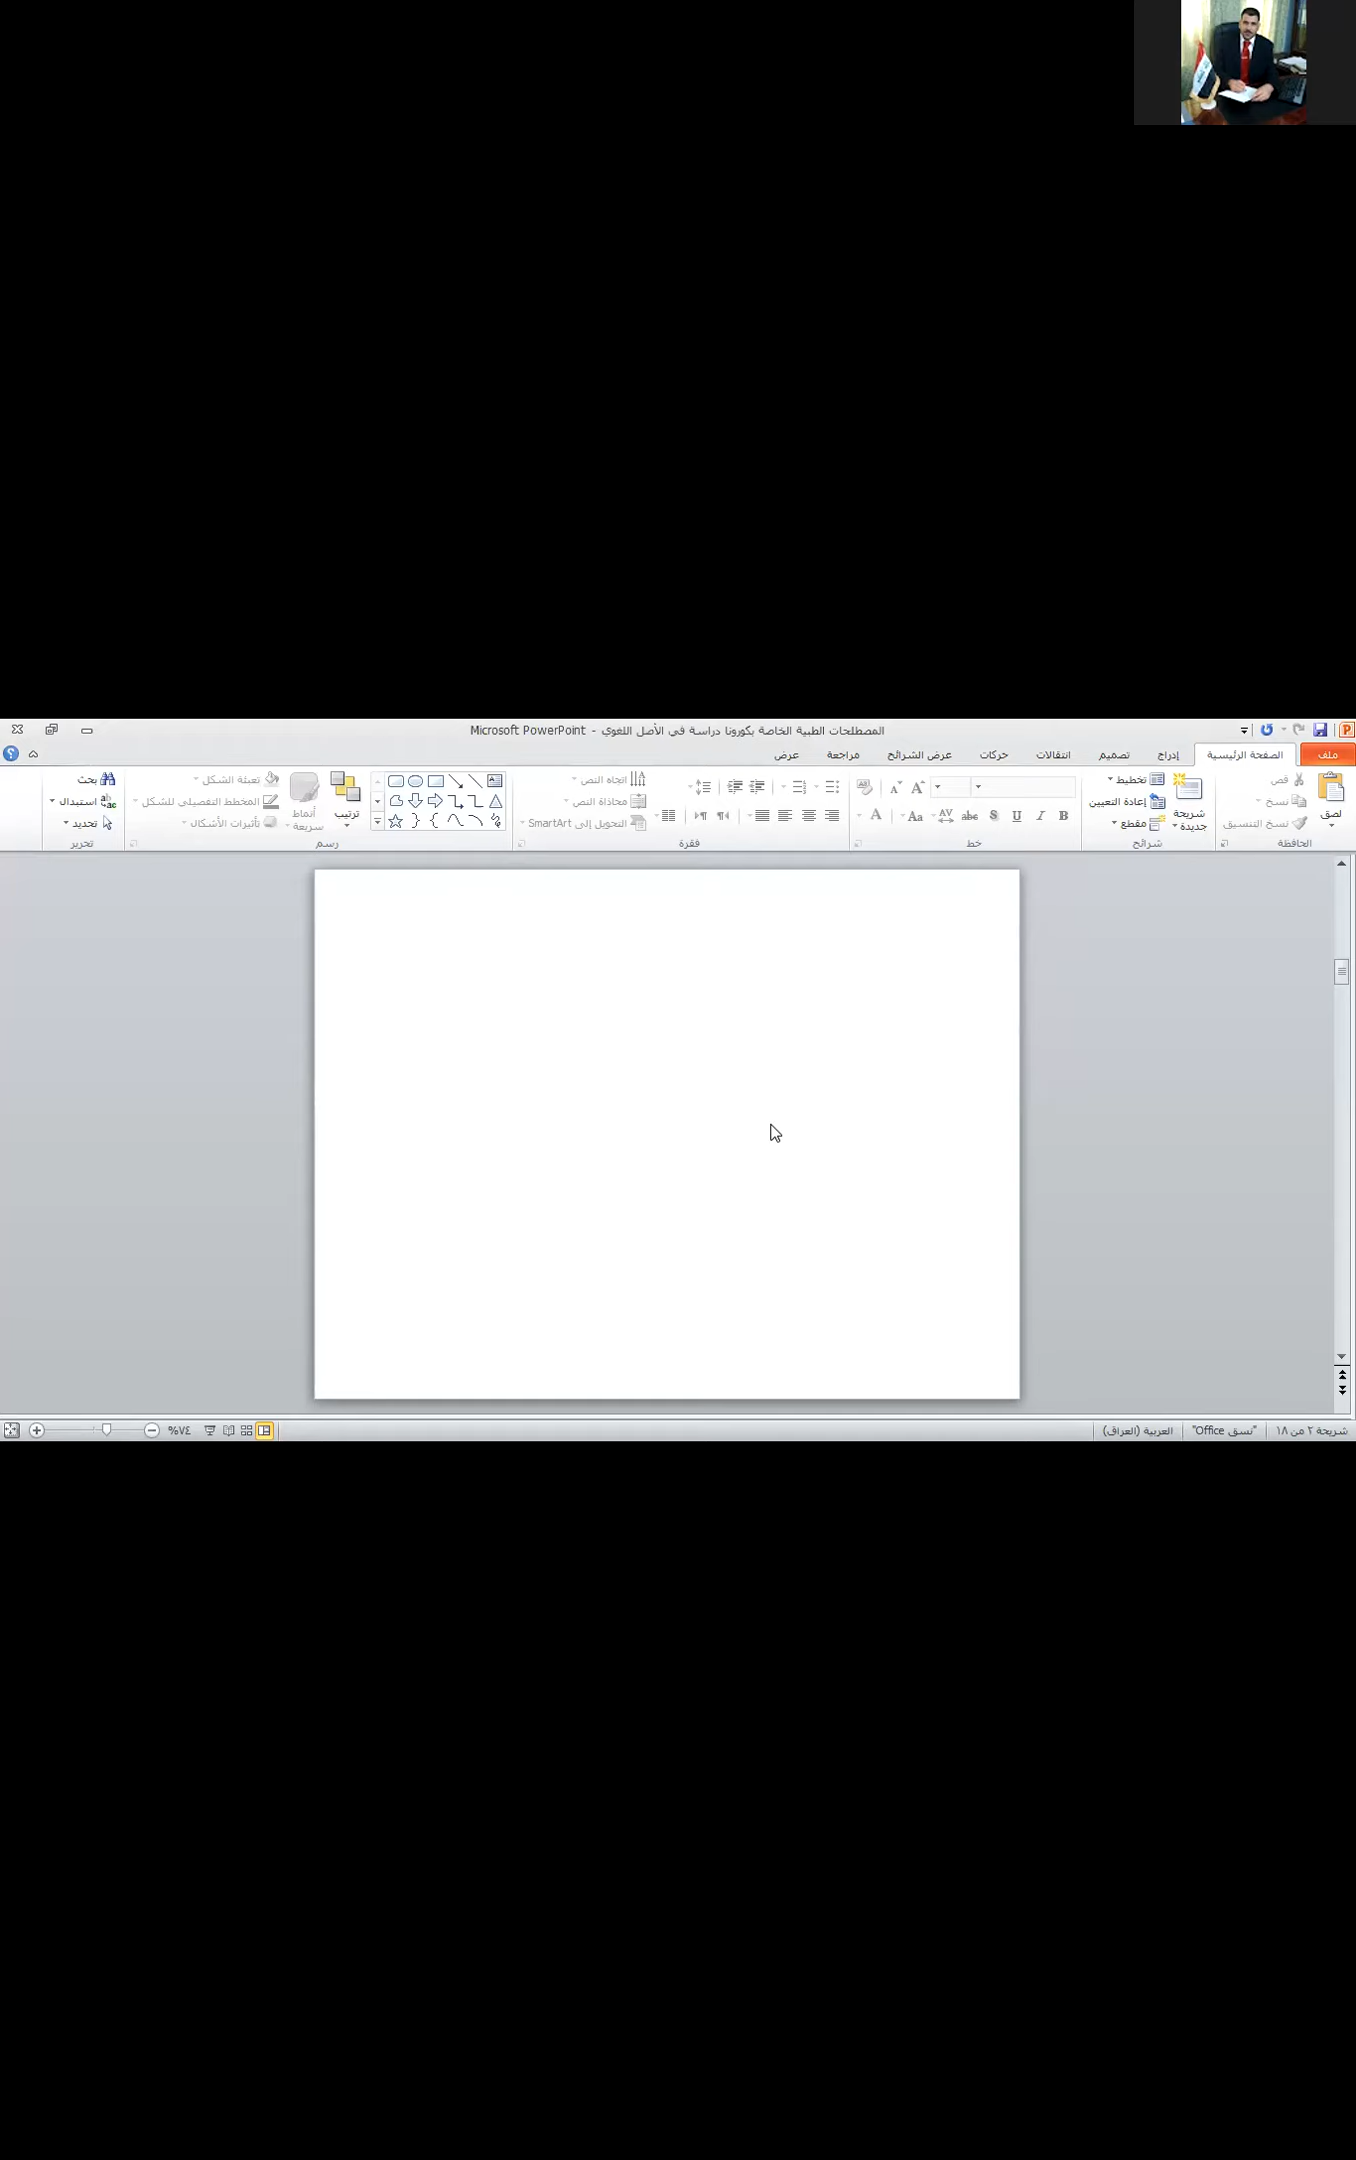 المصطلحات الطبية الخاصة بكورونا دراسة في الأصل اللغوي - Microsoft PowerPoint
ملف الصفحة الرئيسية إدراج تصميم انتقالات حركات عرض الشرائح مراجعة عرض
لصق
قص
نسخ
نسخ التنسيق
الحافظة
شريحة جديدة
تخطيط
إعادة التعيين
مقطع
شرائح
خط
اتجاه النص
محاذاة النص
التحويل إلى SmartArt
فقرة
ترتيب
أنماط سريعة
تعبئة الشكل
المخطط التفصيلي للشكل
تأثيرات الأشكال
رسم
بحث
استبدال
تحديد
تحرير
شريحة ٢ من ١٨ "نسق Office" العربية (العراق) ٧٤%